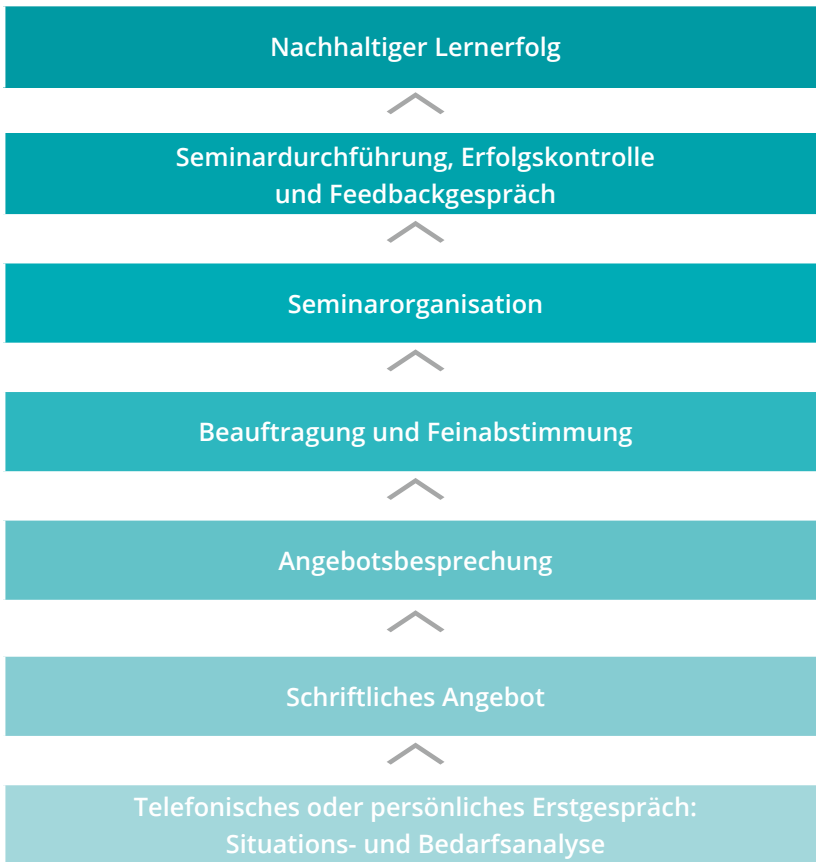 Nachhaltiger Lernerfolg
Seminardurchführung, Erfolgskontrolle
und Feedbackgespräch
Seminarorganisation
Beauftragung und Feinabstimmung
Angebotsbesprechung
Schriftliches Angebot
Telefonisches oder persönliches Erstgespräch:
Situations- und Bedarfsanalyse